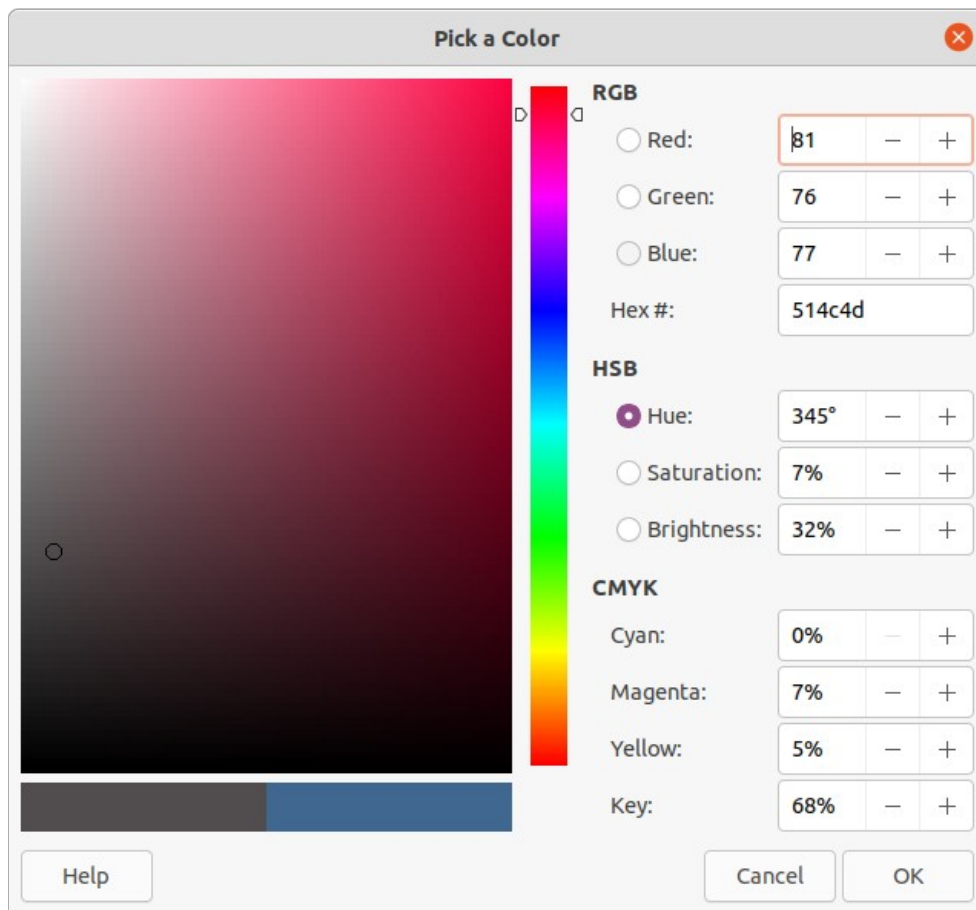 Pick a Color
RGB
Red: 81
Green: 76
Blue: 77
Hex #: 514c4d
HSB
Hue: 345°
Saturation: 7%
Brightness: 32%
CMYK
Cyan: 0%
Magenta: 7%
Yellow: 5%
Key: 68%
Help Cancel OK